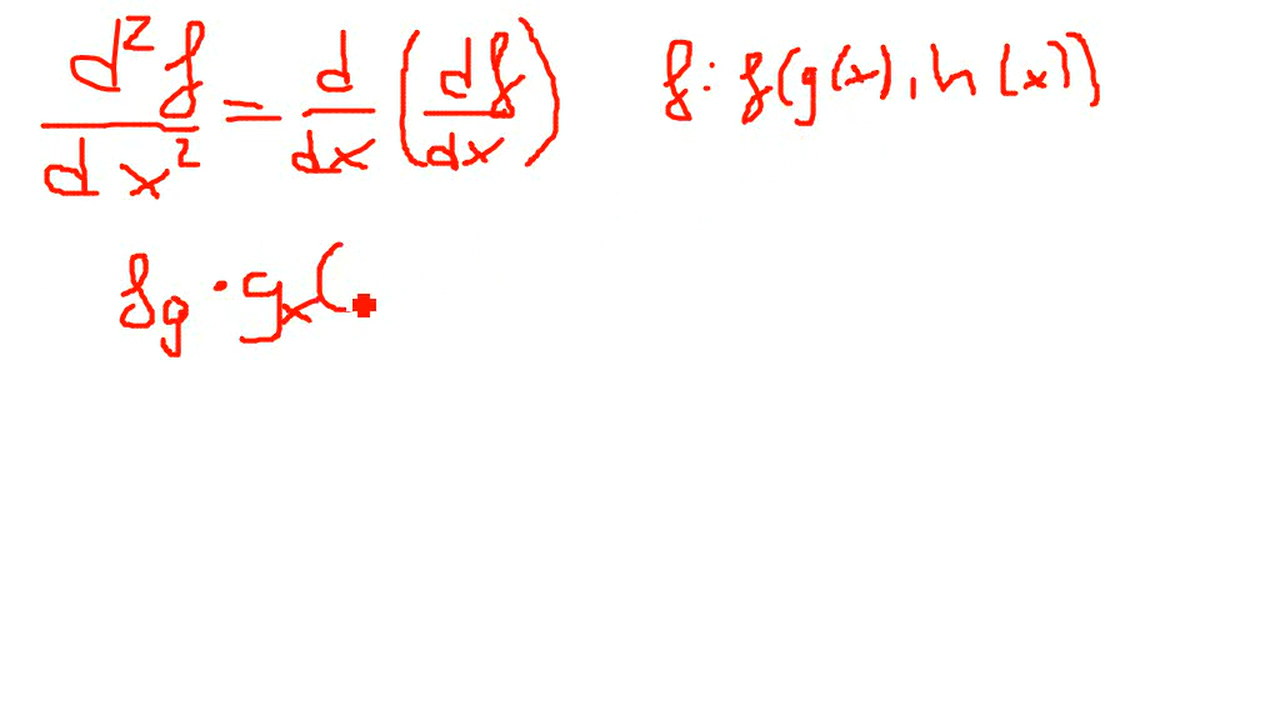 d²f/dx² = d/dx (df/dx) f: f(g(x), h(x))
f_g · g_x (